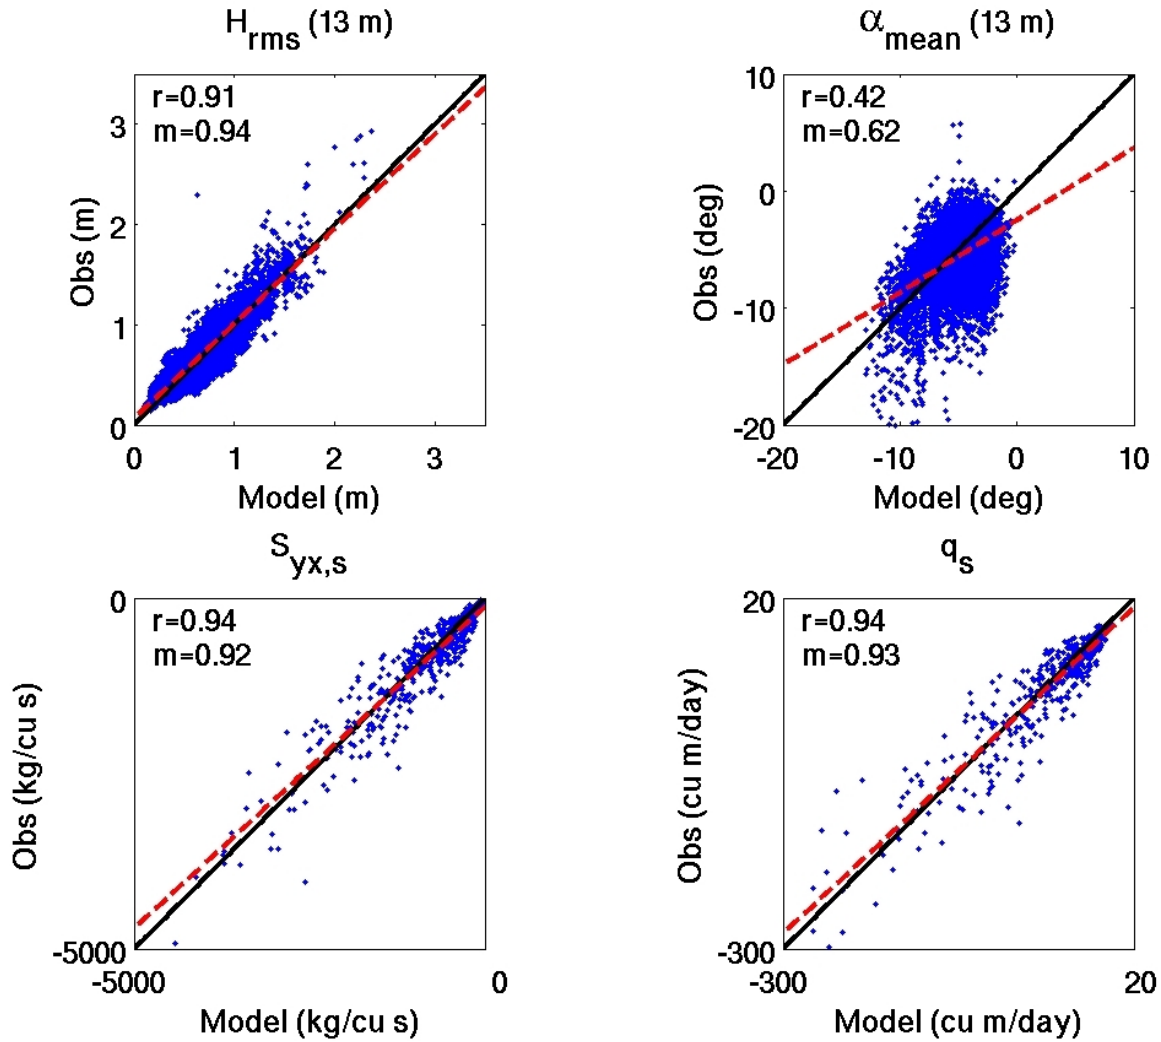 H_rms (13 m)
r=0.91
m=0.94
3
2
1
0
Obs (m)
0 1 2 3
Model (m)
α_mean (13 m)
r=0.42
m=0.62
10
0
-10
-20
Obs (deg)
-20 -10 0 10
Model (deg)
S_yx,s
r=0.94
m=0.92
0
-5000
Obs (kg/cu s)
-5000 0
Model (kg/cu s)
q_s
r=0.94
m=0.93
20
-300
Obs (cu m/day)
-300 20
Model (cu m/day)